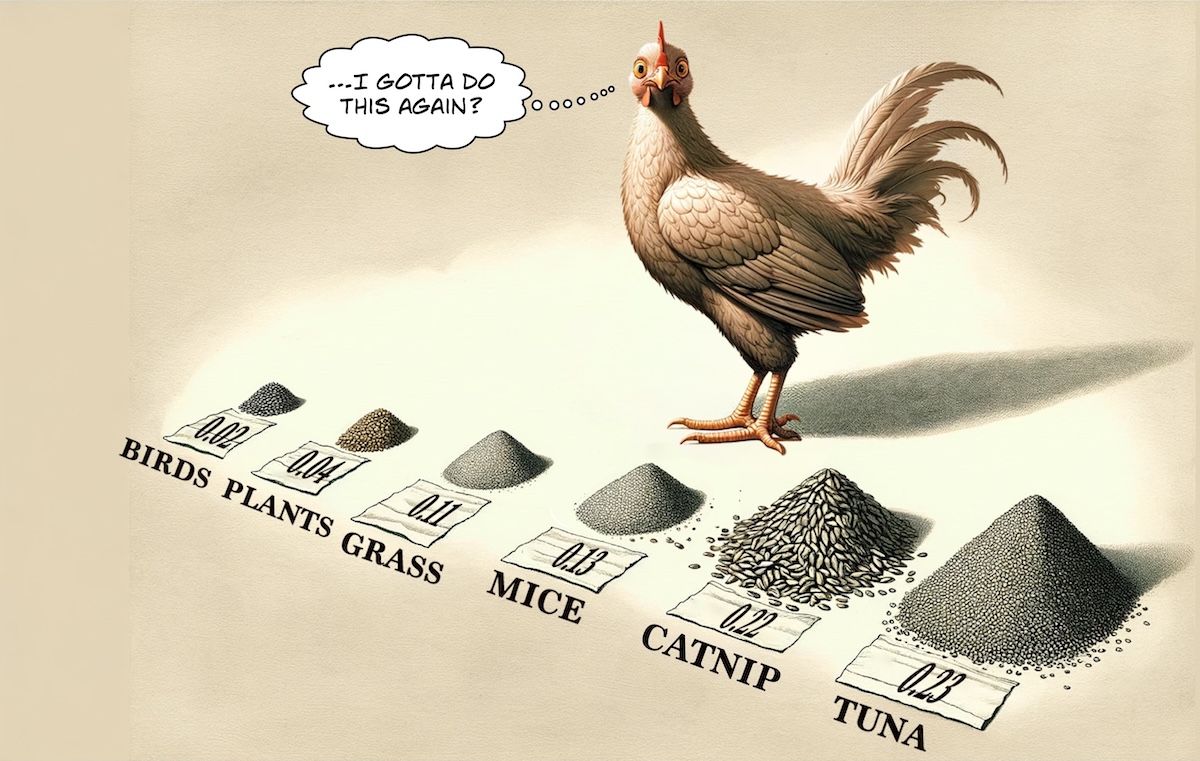 ...I GOTTA DO
THIS AGAIN?
0.02
BIRDS
0.04
PLANTS
0.11
GRASS
0.13
MICE
0.22
CATNIP
0.23
TUNA